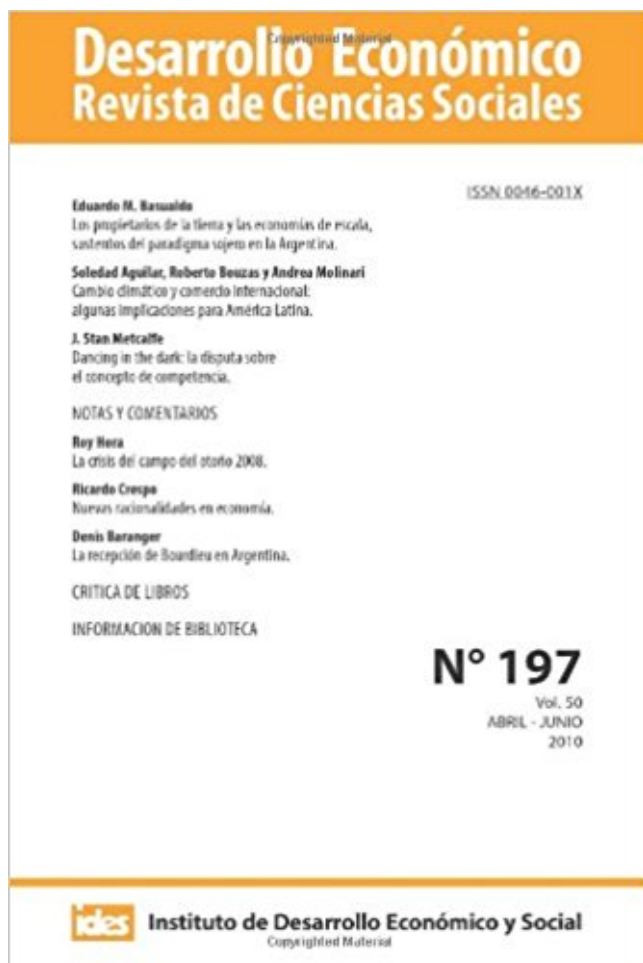 Copyrighted Material
Desarrollo Económico
Revista de Ciencias Sociales
ISSN 0046-001X
Eduardo M. Basualdo
Los propietarios de la tierra y las economías de escala,
sustentos del paradigma sojero en la Argentina.
Soledad Aguilar, Roberto Bouzas y Andrea Molinari
Cambio climático y comercio internacional:
algunas implicaciones para América Latina.
J. Stan Metcalfe
Dancing in the dark: la disputa sobre
el concepto de competencia.
NOTAS Y COMENTARIOS
Roy Hora
La crisis del campo del otoño 2008.
Ricardo Crespo
Nuevas racionalidades en economía.
Denis Baranger
La recepción de Bourdieu en Argentina.
CRITICA DE LIBROS
INFORMACION DE BIBLIOTECA
N° 197
Vol. 50
ABRIL - JUNIO
2010
ides Instituto de Desarrollo Económico y Social
Copyrighted Material